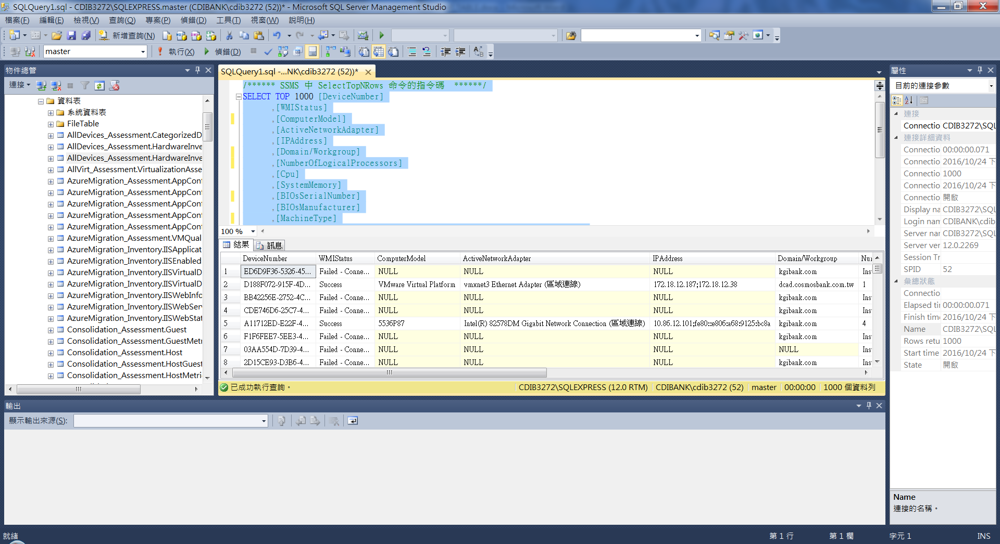 SQLQuery1.sql - CDIB3272\SQLEXPRESS.master (CDIBANK\cdib3272 (52))* - Microsoft SQL Server Management Studio
檔案(F) 編輯(E) 檢視(V) 查詢(Q) 專案(P) 偵錯(D) 工具(T) 視窗(W) 說明(H)
新增查詢(N)
master 執行(X) 偵錯(D)
物件總管
連接
資料表
系統資料表
FileTable
AllDevices_Assessment.CategorizedD
AllDevices_Assessment.HardwareInve
AllDevices_Assessment.HardwareInve
AllVirt_Assessment.VirtualizationAsse
AzureMigration_Assessment.AppConf
AzureMigration_Assessment.AppConf
AzureMigration_Assessment.AppConf
AzureMigration_Assessment.AppConf
AzureMigration_Assessment.AppConf
AzureMigration_Assessment.VMQual
AzureMigration_Inventory.IISApplicat
AzureMigration_Inventory.IISEnabled
AzureMigration_Inventory.IISVirtualD
AzureMigration_Inventory.IISVirtualD
AzureMigration_Inventory.IISWebInfo
AzureMigration_Inventory.IISWebServ
AzureMigration_Inventory.IISWebStat
Consolidation_Assessment.Guest
Consolidation_Assessment.GuestMetr
Consolidation_Assessment.Host
Consolidation_Assessment.HostGuest
Consolidation_Assessment.HostMetri
SQLQuery1.sql -...NK\cdib3272 (52))*
/****** SSMS 中 SelectTopNRows 命令的指令碼 ******/
SELECT TOP 1000 [DeviceNumber]
,[WMIStatus]
,[ComputerModel]
,[ActiveNetworkAdapter]
,[IPAddress]
,[Domain/Workgroup]
,[NumberOfLogicalProcessors]
,[Cpu]
,[SystemMemory]
,[BIOsSerialNumber]
,[BIOsManufacturer]
,[MachineType]
100 %
結果 訊息
DeviceNumber WMIStatus ComputerModel ActiveNetworkAdapter IPAddress Domain/Workgroup Nu
1 ED6D9F36-5326-45... Failed - Conne... NULL NULL NULL kgibank.com Ins
2 D188F072-915F-4D... Success VMware Virtual Platform vmxnet3 Ethernet Adapter (區域連線) 172.18.12.187;172.18.12.38 dcad.cosmosbank.com.tw 1
3 BB42256E-2752-4C... Failed - Conne... NULL NULL NULL kgibank.com Ins
4 CDE746D6-25C7-4... Failed - Conne... NULL NULL NULL kgibank.com Ins
5 A11712ED-E22F-4... Success 5536P87 Intel(R) 82578DM Gigabit Network Connection (區域連線) 10.86.12.101;fe80::e806:a68:9125:bc8a kgibank.com 4
6 F1F6FEE7-5EE3-4... Failed - Conne... NULL NULL NULL kgibank.com Ins
7 03AA554D-7D39-4... Failed - Conne... NULL NULL NULL NULL Ins
8 2D15CE93-D3B6-4... Failed - Conne... NULL NULL NULL kgibank.com Ins
已成功執行查詢。 CDIB3272\SQLEXPRESS (12.0 RTM) CDIBANK\cdib3272 (52) master 00:00:00 1000 個資料列
輸出
顯示輸出來源(S):
屬性
目前的連接參數
連接
Connectio CDIB3272\SQL
連接詳細資料
Connectio 00:00:00.071
Connectio 2016/10/24 下
Connectio 1000
Connectio 2016/10/24 下
Connectio 開啟
Display na CDIB3272\SQL
Login nam CDIBANK\cdib
Server nar CDIB3272\SQL
Server ver 12.0.2269
Session Tr
SPID 52
彙總狀態
Connectio
Elapsed tir 00:00:00.071
Finish time 2016/10/24 下
Name CDIB3272\SQL
Rows retu 1000
Start time 2016/10/24 下
State 開啟
Name
連接的名稱。
就緒 第 1 行 第 1 欄 字元 1 INS